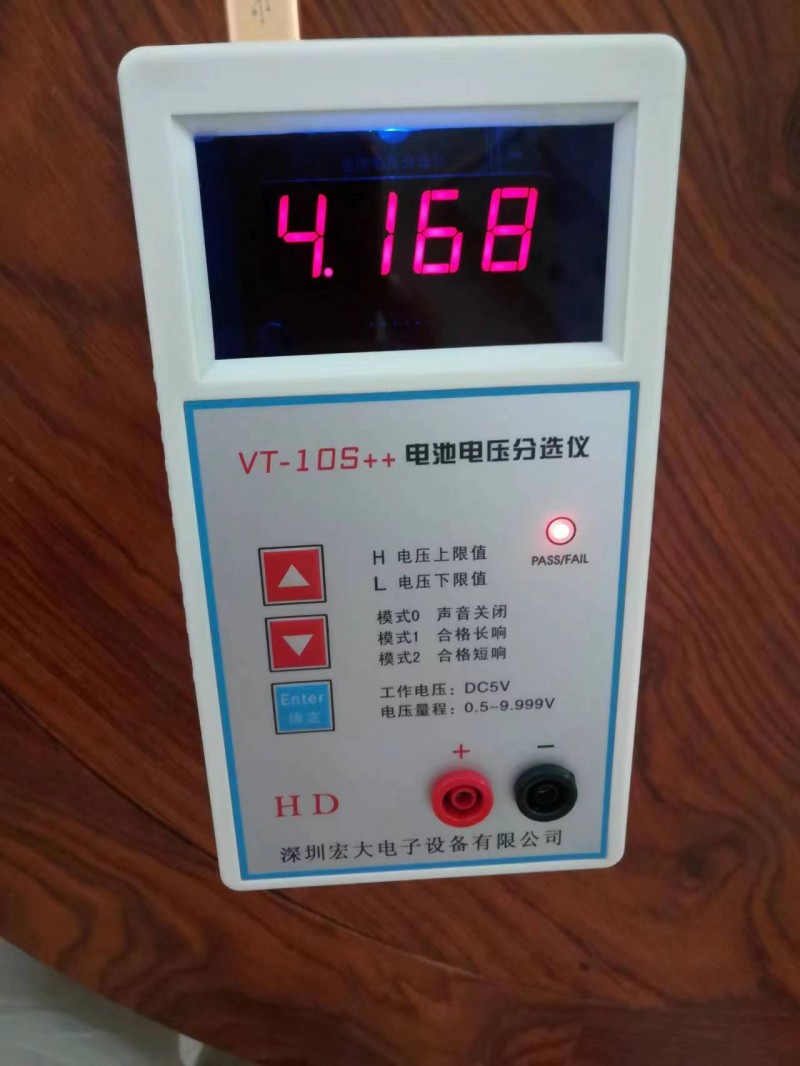 4.168
VT-10S++ 电池电压分选仪
H 电压上限值
L 电压下限值
PASS/FAIL
模式0 声音关闭
模式1 合格长响
模式2 合格短响
Enter
确定
工作电压：DC5V
电压量程：0.5-9.999V
+ −
HD
深圳宏大电子设备有限公司